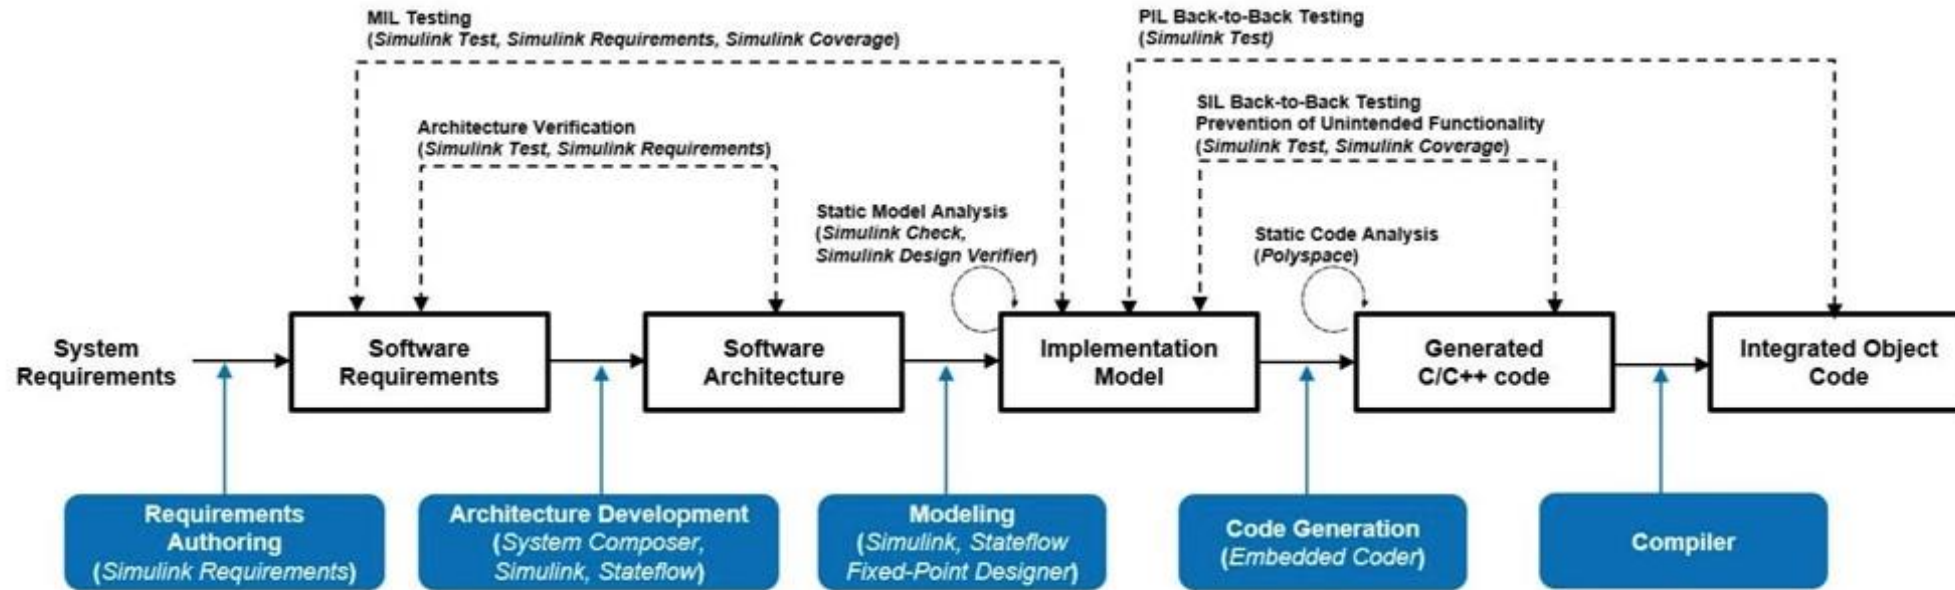 MIL Testing
(Simulink Test, Simulink Requirements, Simulink Coverage)
PIL Back-to-Back Testing
(Simulink Test)
Architecture Verification
(Simulink Test, Simulink Requirements)
SIL Back-to-Back Testing
Prevention of Unintended Functionality
(Simulink Test, Simulink Coverage)
Static Model Analysis
(Simulink Check,
Simulink Design Verifier)
Static Code Analysis
(Polyspace)
System
Requirements
Software
Requirements
Software
Architecture
Implementation
Model
Generated
C/C++ code
Integrated Object
Code
Requirements
Authoring
(Simulink Requirements)
Architecture Development
(System Composer,
Simulink, Stateflow)
Modeling
(Simulink, Stateflow
Fixed-Point Designer)
Code Generation
(Embedded Coder)
Compiler